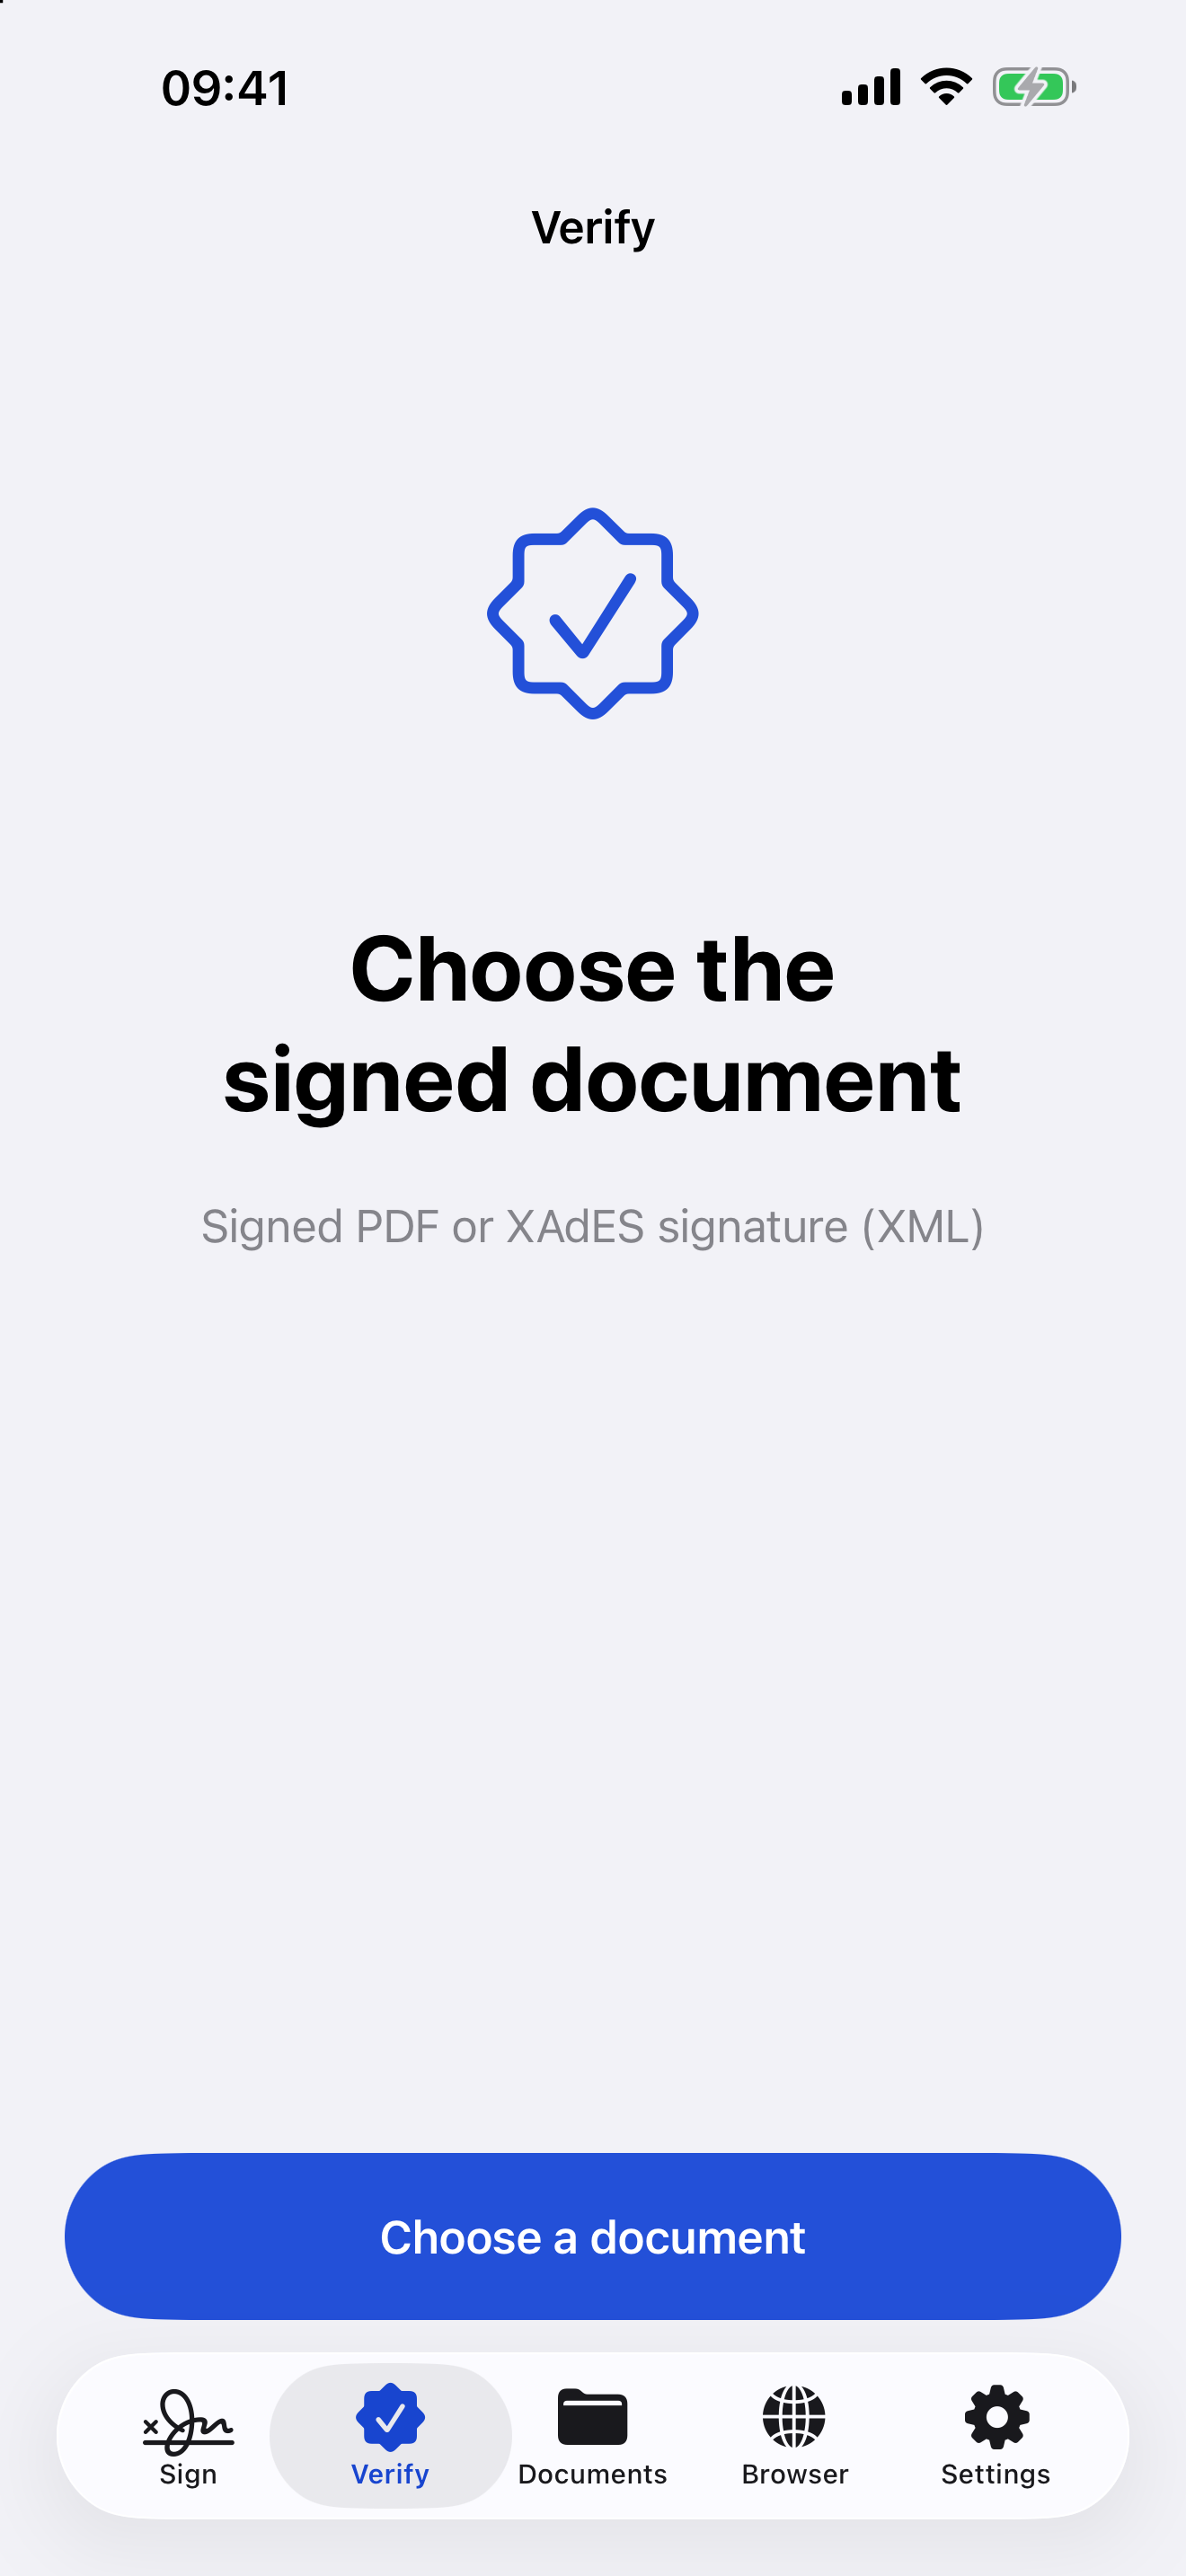 09:41
Verify
Choose the
signed document
Signed PDF or XAdES signature (XML)
Choose a document
Sign
Verify
Documents
Browser
Settings